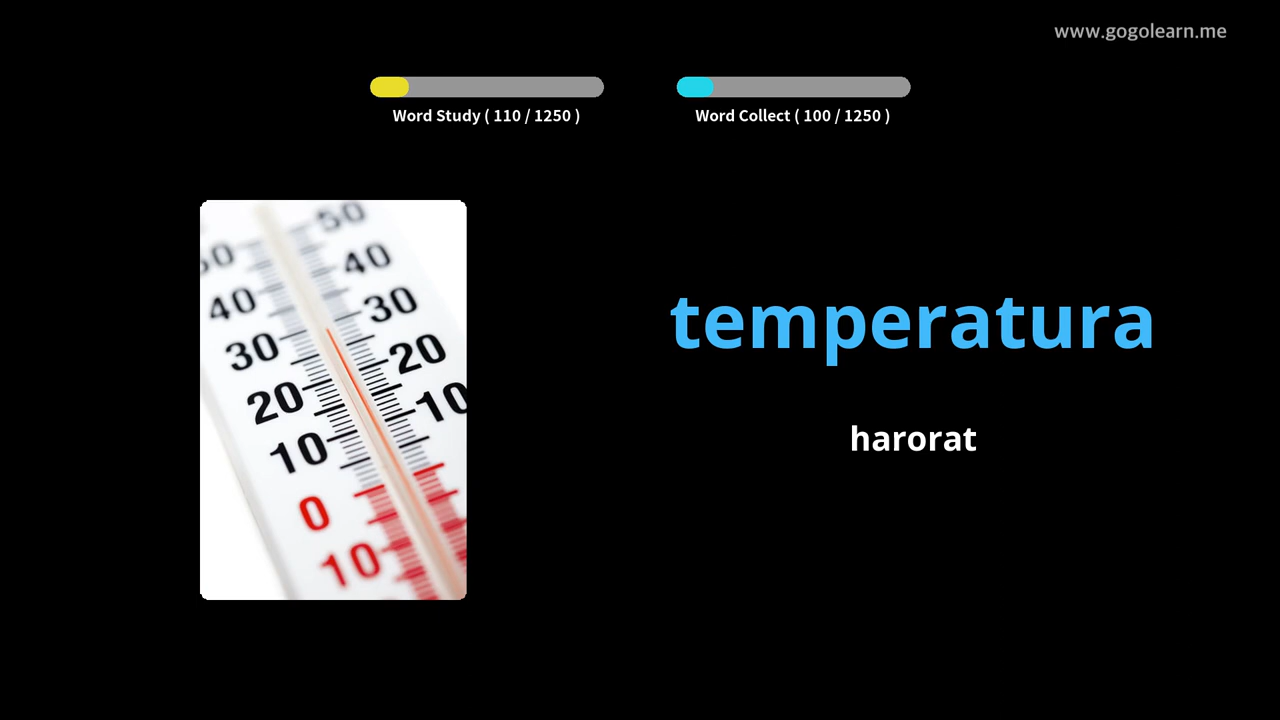 www.gogolearn.me
Word Study ( 110 / 1250 )
Word Collect ( 100 / 1250 )
50
50
40
40
30
30
20
20
10
10
0
10
temperatura
harorat